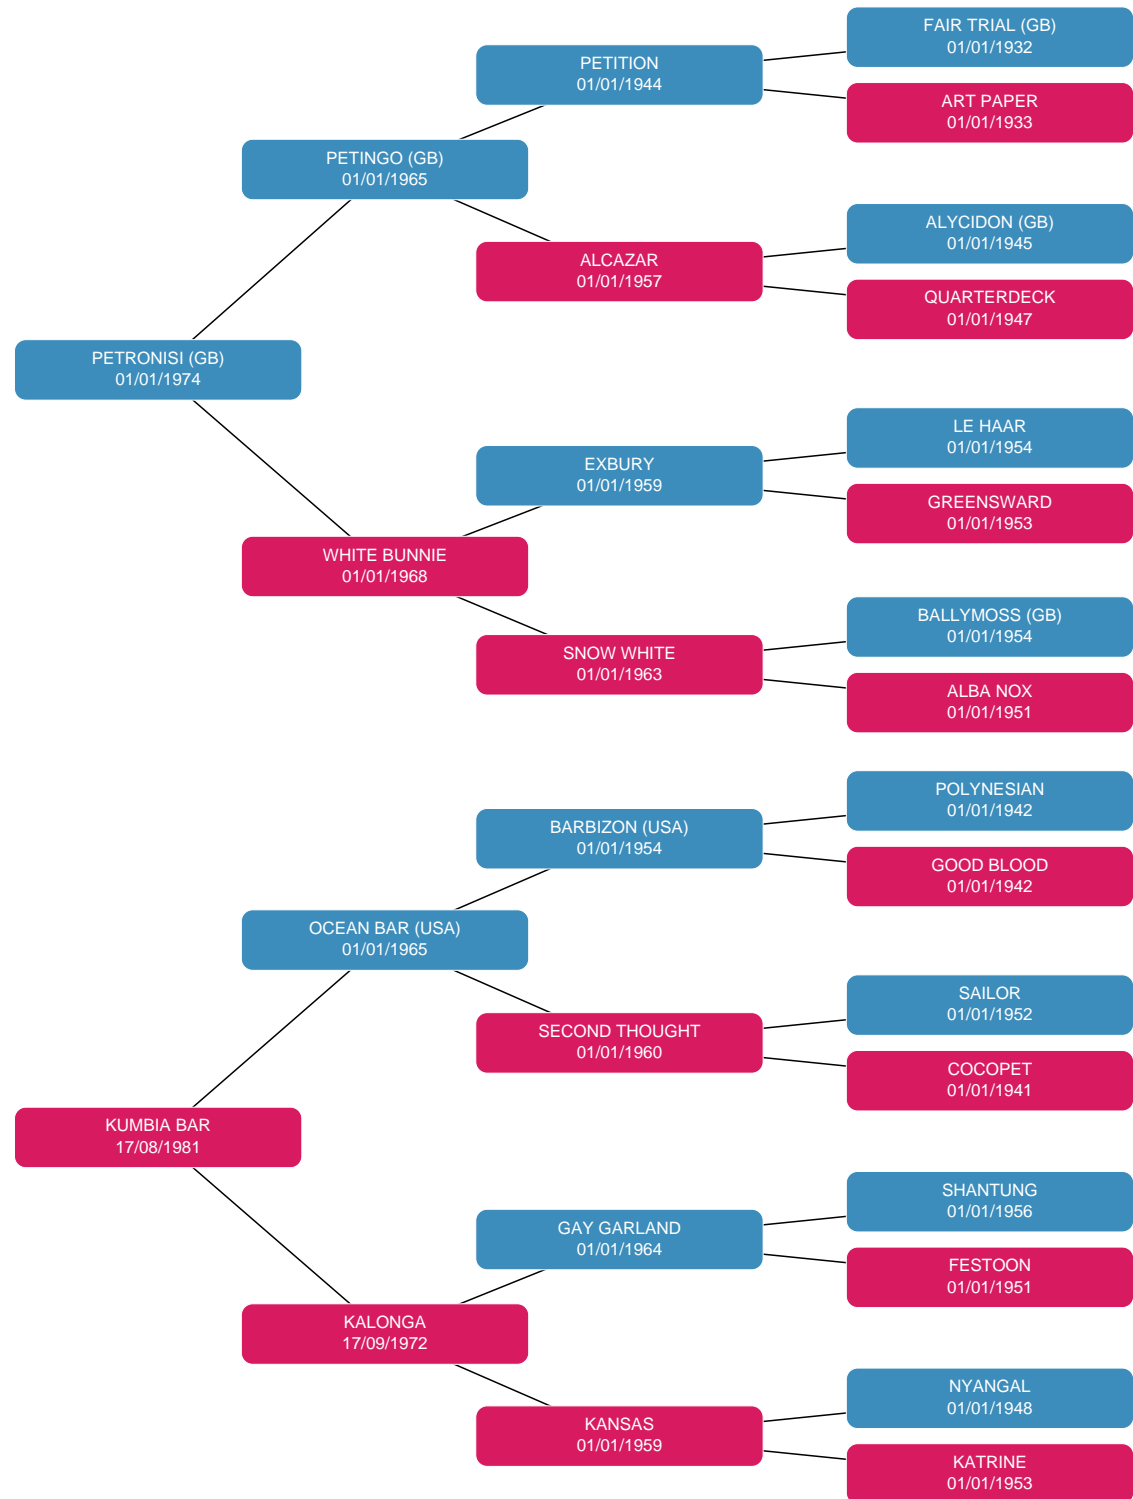 FAIR TRIAL (GB)
01/01/1932
PETITION
01/01/1944
ART PAPER
01/01/1933
PETINGO (GB)
01/01/1965
ALYCIDON (GB)
01/01/1945
ALCAZAR
01/01/1957
QUARTERDECK
01/01/1947
PETRONISI (GB)
01/01/1974
LE HAAR
01/01/1954
EXBURY
01/01/1959
GREENSWARD
01/01/1953
WHITE BUNNIE
01/01/1968
BALLYMOSS (GB)
01/01/1954
SNOW WHITE
01/01/1963
ALBA NOX
01/01/1951
POLYNESIAN
01/01/1942
BARBIZON (USA)
01/01/1954
GOOD BLOOD
01/01/1942
OCEAN BAR (USA)
01/01/1965
SAILOR
01/01/1952
SECOND THOUGHT
01/01/1960
COCOPET
01/01/1941
KUMBIA BAR
17/08/1981
SHANTUNG
01/01/1956
GAY GARLAND
01/01/1964
FESTOON
01/01/1951
KALONGA
17/09/1972
NYANGAL
01/01/1948
KANSAS
01/01/1959
KATRINE
01/01/1953